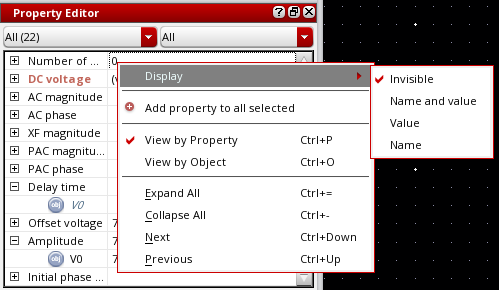 Property Editor
All (22) All
Number of ... 0
DC voltage (v
AC magnitude
AC phase
XF magnitude
PAC magnitu...
PAC phase
Delay time
obj V0
Offset voltage 7
Amplitude 7
obj V0 7
Initial phase ...
Display
Add property to all selected
View by Property Ctrl+P
View by Object Ctrl+O
Expand All Ctrl+=
Collapse All Ctrl+-
Next Ctrl+Down
Previous Ctrl+Up
Invisible
Name and value
Value
Name